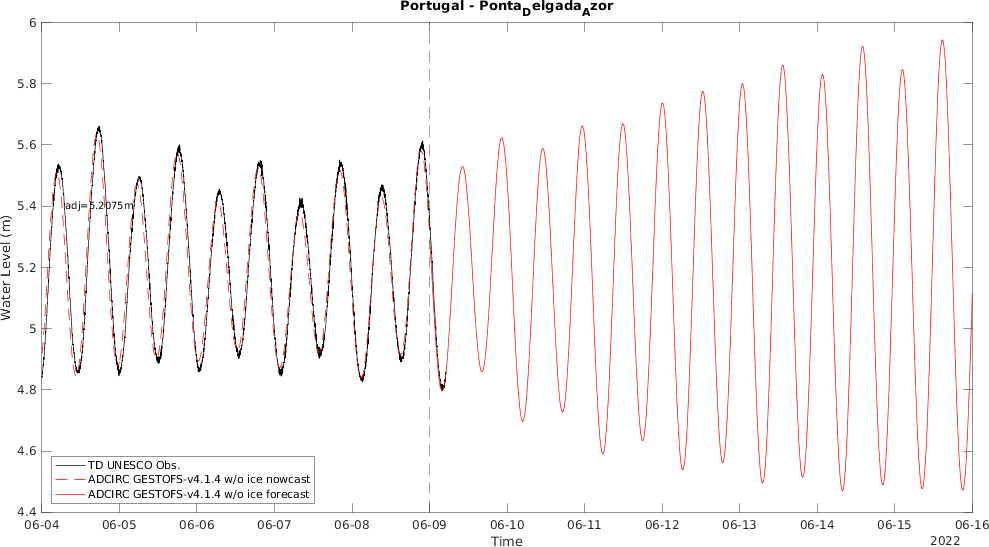 Portugal - PontaDelgadaAzor
6
5.8
5.6
5.4
5.2
5
4.8
4.6
4.4
Water Level (m)
adj=5.2075m
TD UNESCO Obs.
ADCIRC GESTOFS-v4.1.4 w/o ice nowcast
ADCIRC GESTOFS-v4.1.4 w/o ice forecast
06-04 06-05 06-06 06-07 06-08 06-09 06-10 06-11 06-12 06-13 06-14 06-15 06-16
Time
2022